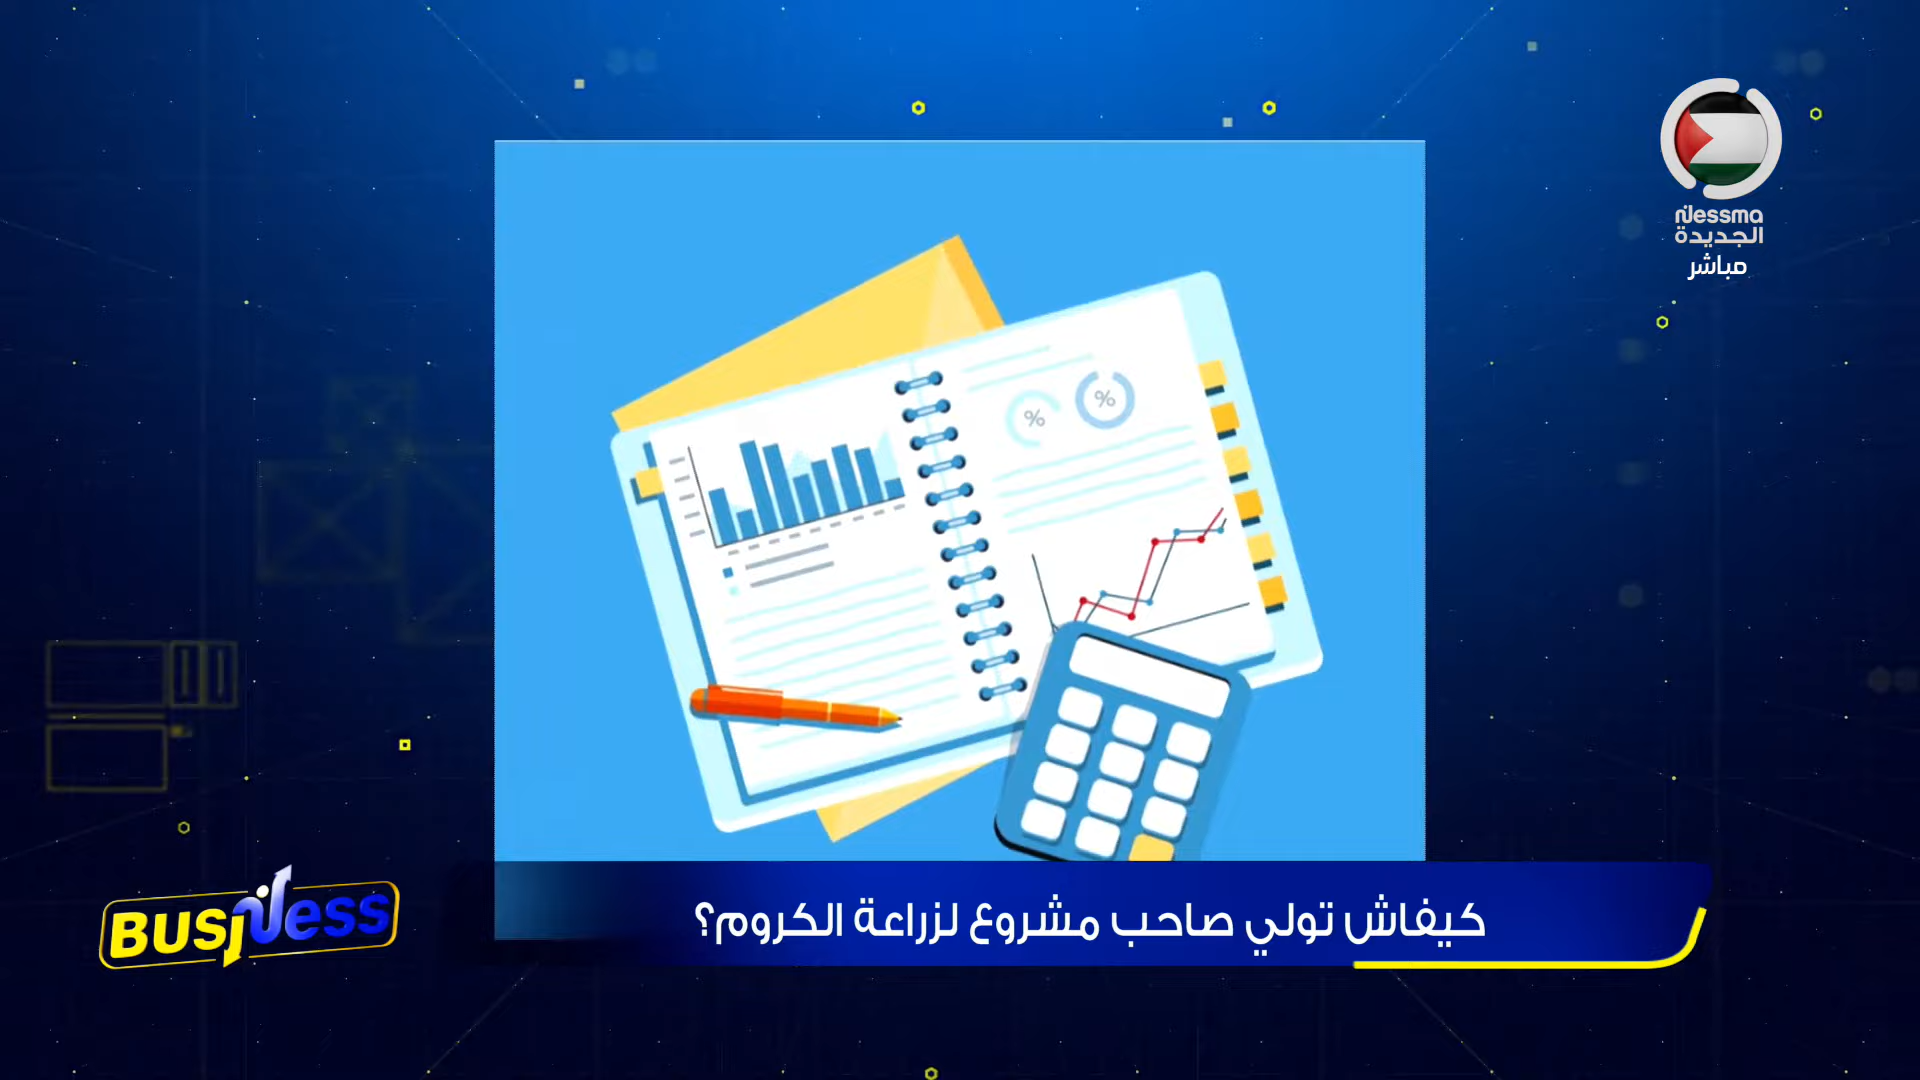 nessma
الجديدة
مباشر
%
%
كيفاش تولي صاحب مشروع لزراعة الكروم؟
BUSiness